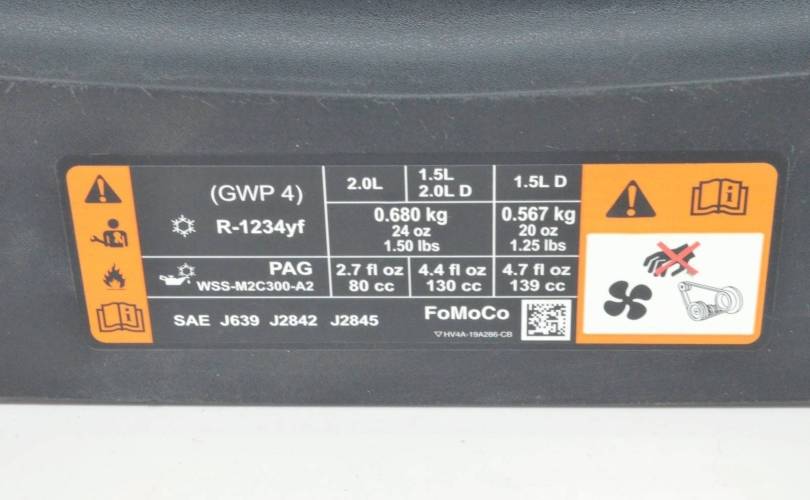 (GWP 4) 2.0L 1.5L 1.5L D
2.0L D
R-1234yf 0.680 kg 0.567 kg
24 oz 20 oz
1.50 lbs 1.25 lbs
PAG 2.7 fl oz 4.4 fl oz 4.7 fl oz
WSS-M2C300-A2 80 cc 130 cc 139 cc
SAE J639 J2842 J2845 FoMoCo
HV4A-19A286-CB